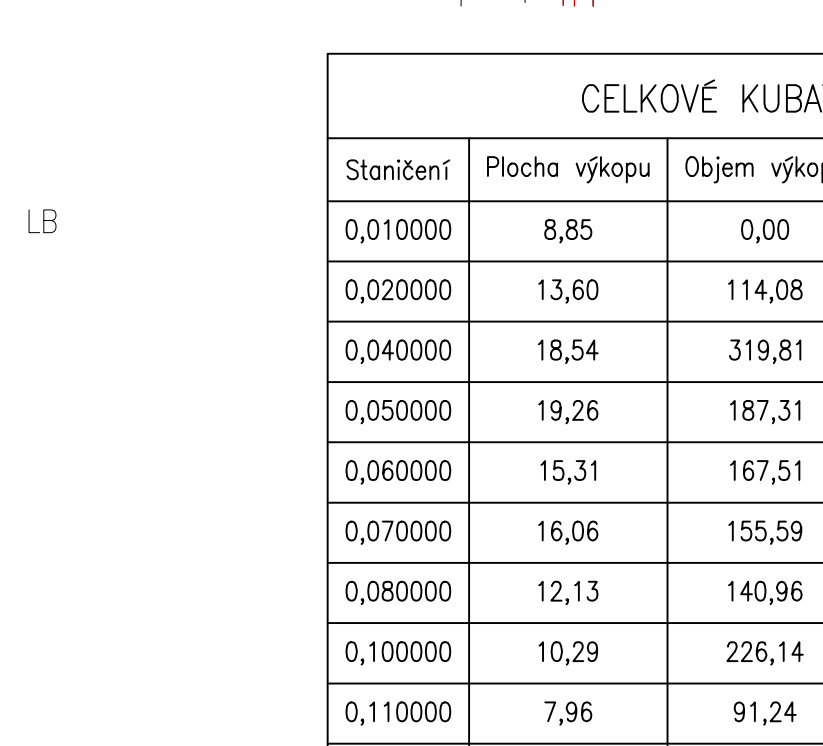 CELKOVÉ KUBA
Staničení Plocha výkopu Objem výkop
LB
0,010000 8,85 0,00
0,020000 13,60 114,08
0,040000 18,54 319,81
0,050000 19,26 187,31
0,060000 15,31 167,51
0,070000 16,06 155,59
0,080000 12,13 140,96
0,100000 10,29 226,14
0,110000 7,96 91,24